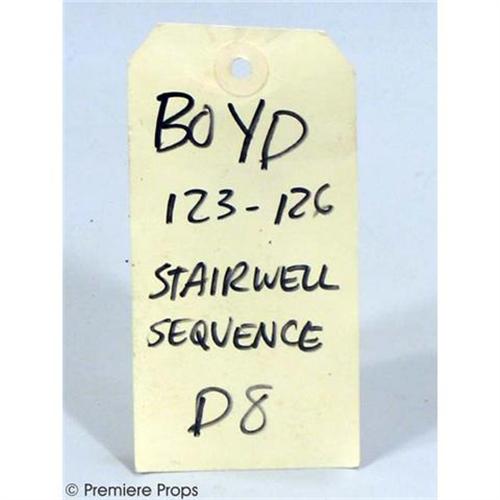 BOYD
123-126
STAIRWELL
SEQUENCE
D8
© Premiere Props